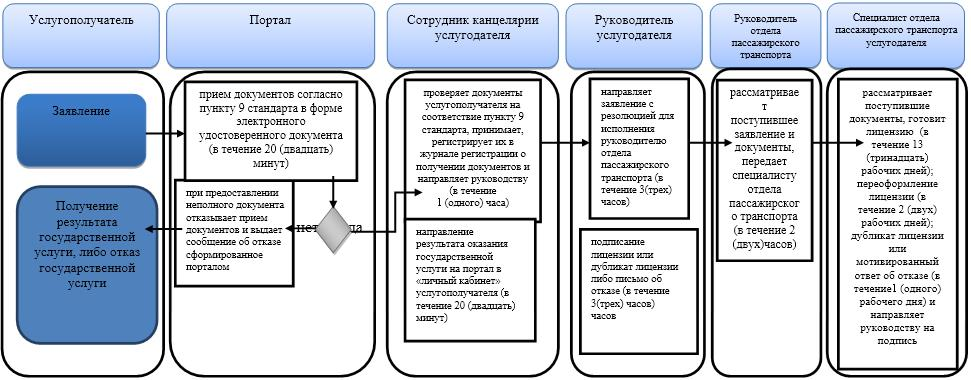 Услугополучатель
Портал
Сотрудник канцелярии
услугодателя
Руководитель
услугодателя
Руководитель
отдела
пассажирского
транспорта
Специалист отдела
пассажирского транспорта
услугодателя
Заявление
Получение
результата
государственной
услуги, либо отказ
государственной
услуги
прием документов согласно
пункту 9 стандарта в форме
электронного
удостоверенного документа
(в течение 20 (двадцать)
минут)
при предоставлении
неполного документа
отказывает прием
документов и выдает
сообщение об отказе
сформированное
порталом
нет
да
проверяет документы
услугополучателя на
соответствие пункту 9
стандарта, принимает,
регистрирует их в
журнале регистрации о
получении документов и
направляет руководству
(в течение
1 (одного) часа)
направление
результата оказания
государственной
услуги на портал в
«личный кабинет»
услугополучателя (в
течение 20 (двадцать)
минут)
направляет
заявление с
резолюцией для
исполнения
руководителю
отдела
пассажирского
транспорта (в
течение 3(трех)
часов)
подписание
лицензии или
дубликат лицензии
либо письмо об
отказе (в течение
3(трех) часов)
часов
рассматривае
т
поступившее
заявление и
документы,
передает
специалисту
отдела
пассажирског
о транспорта
(в течение 2
(двух)часов)
рассматривает
поступившие
документы, готовит
лицензию (в
течение 13
(тринадцать)
рабочих дней);
переоформление
лицензии (в
течение 2 (двух)
рабочих дней);
дубликат лицензии
или
мотивированный
ответ об отказе (в
течение1 (одного)
рабочего дня) и
направляет
руководству на
подпись